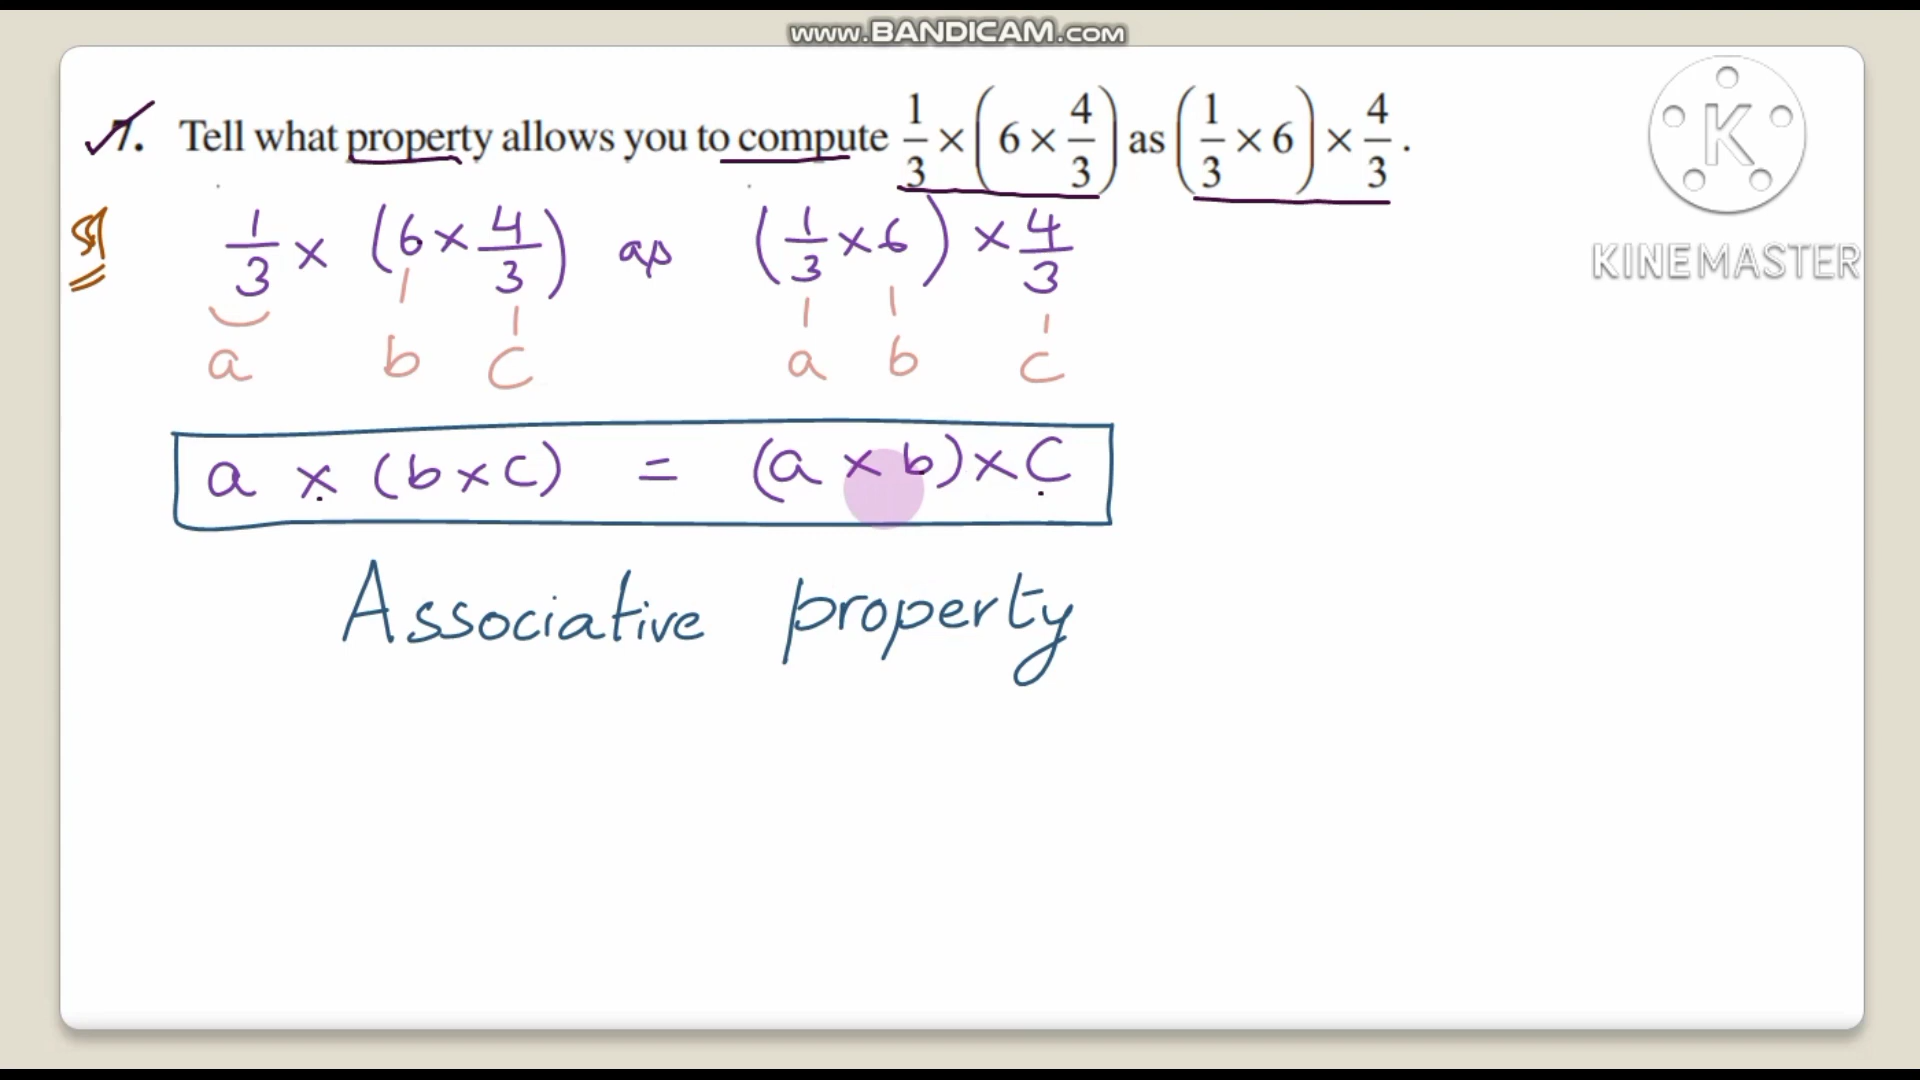 www.BANDICAM.com
7. Tell what property allows you to compute 1/3 × (6 × 4/3) as (1/3 × 6) × 4/3 .
K
KINEMASTER
1/3 × (6 × 4/3) as (1/3 × 6) × 4/3
a b c a b c
a × (b × c) = (a × b) × c
Associative property